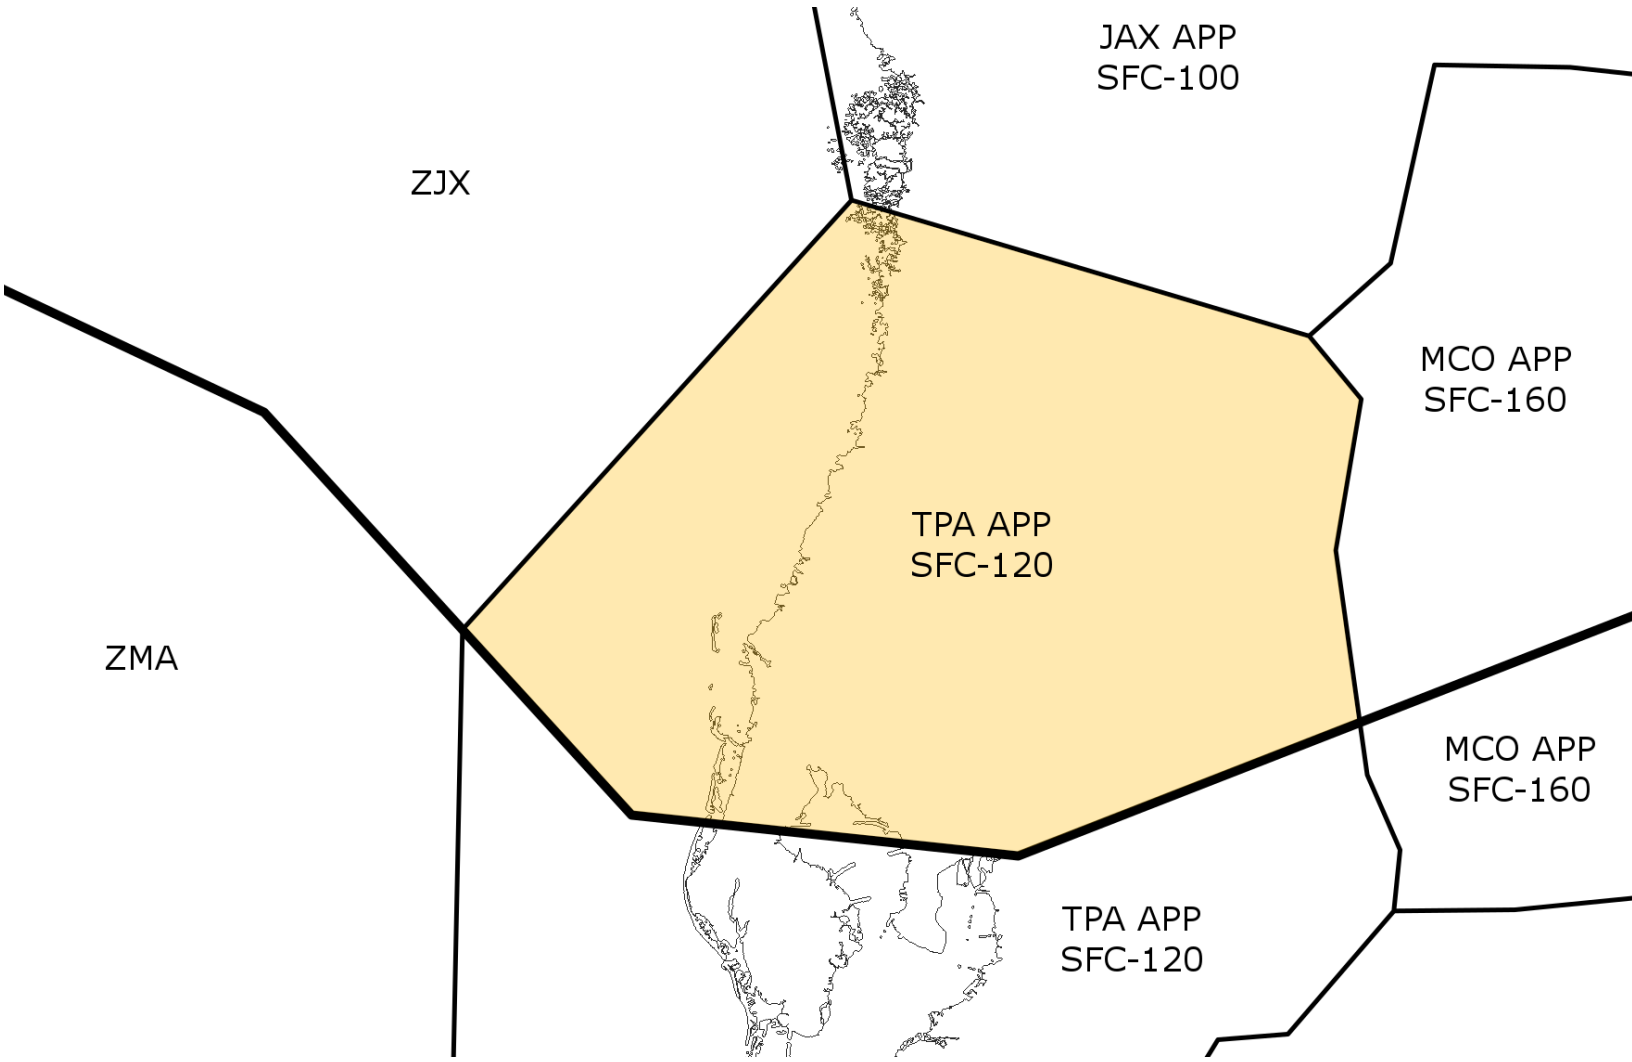 JAX APP
SFC-100
ZJX
MCO APP
SFC-160
TPA APP
SFC-120
ZMA
MCO APP
SFC-160
TPA APP
SFC-120